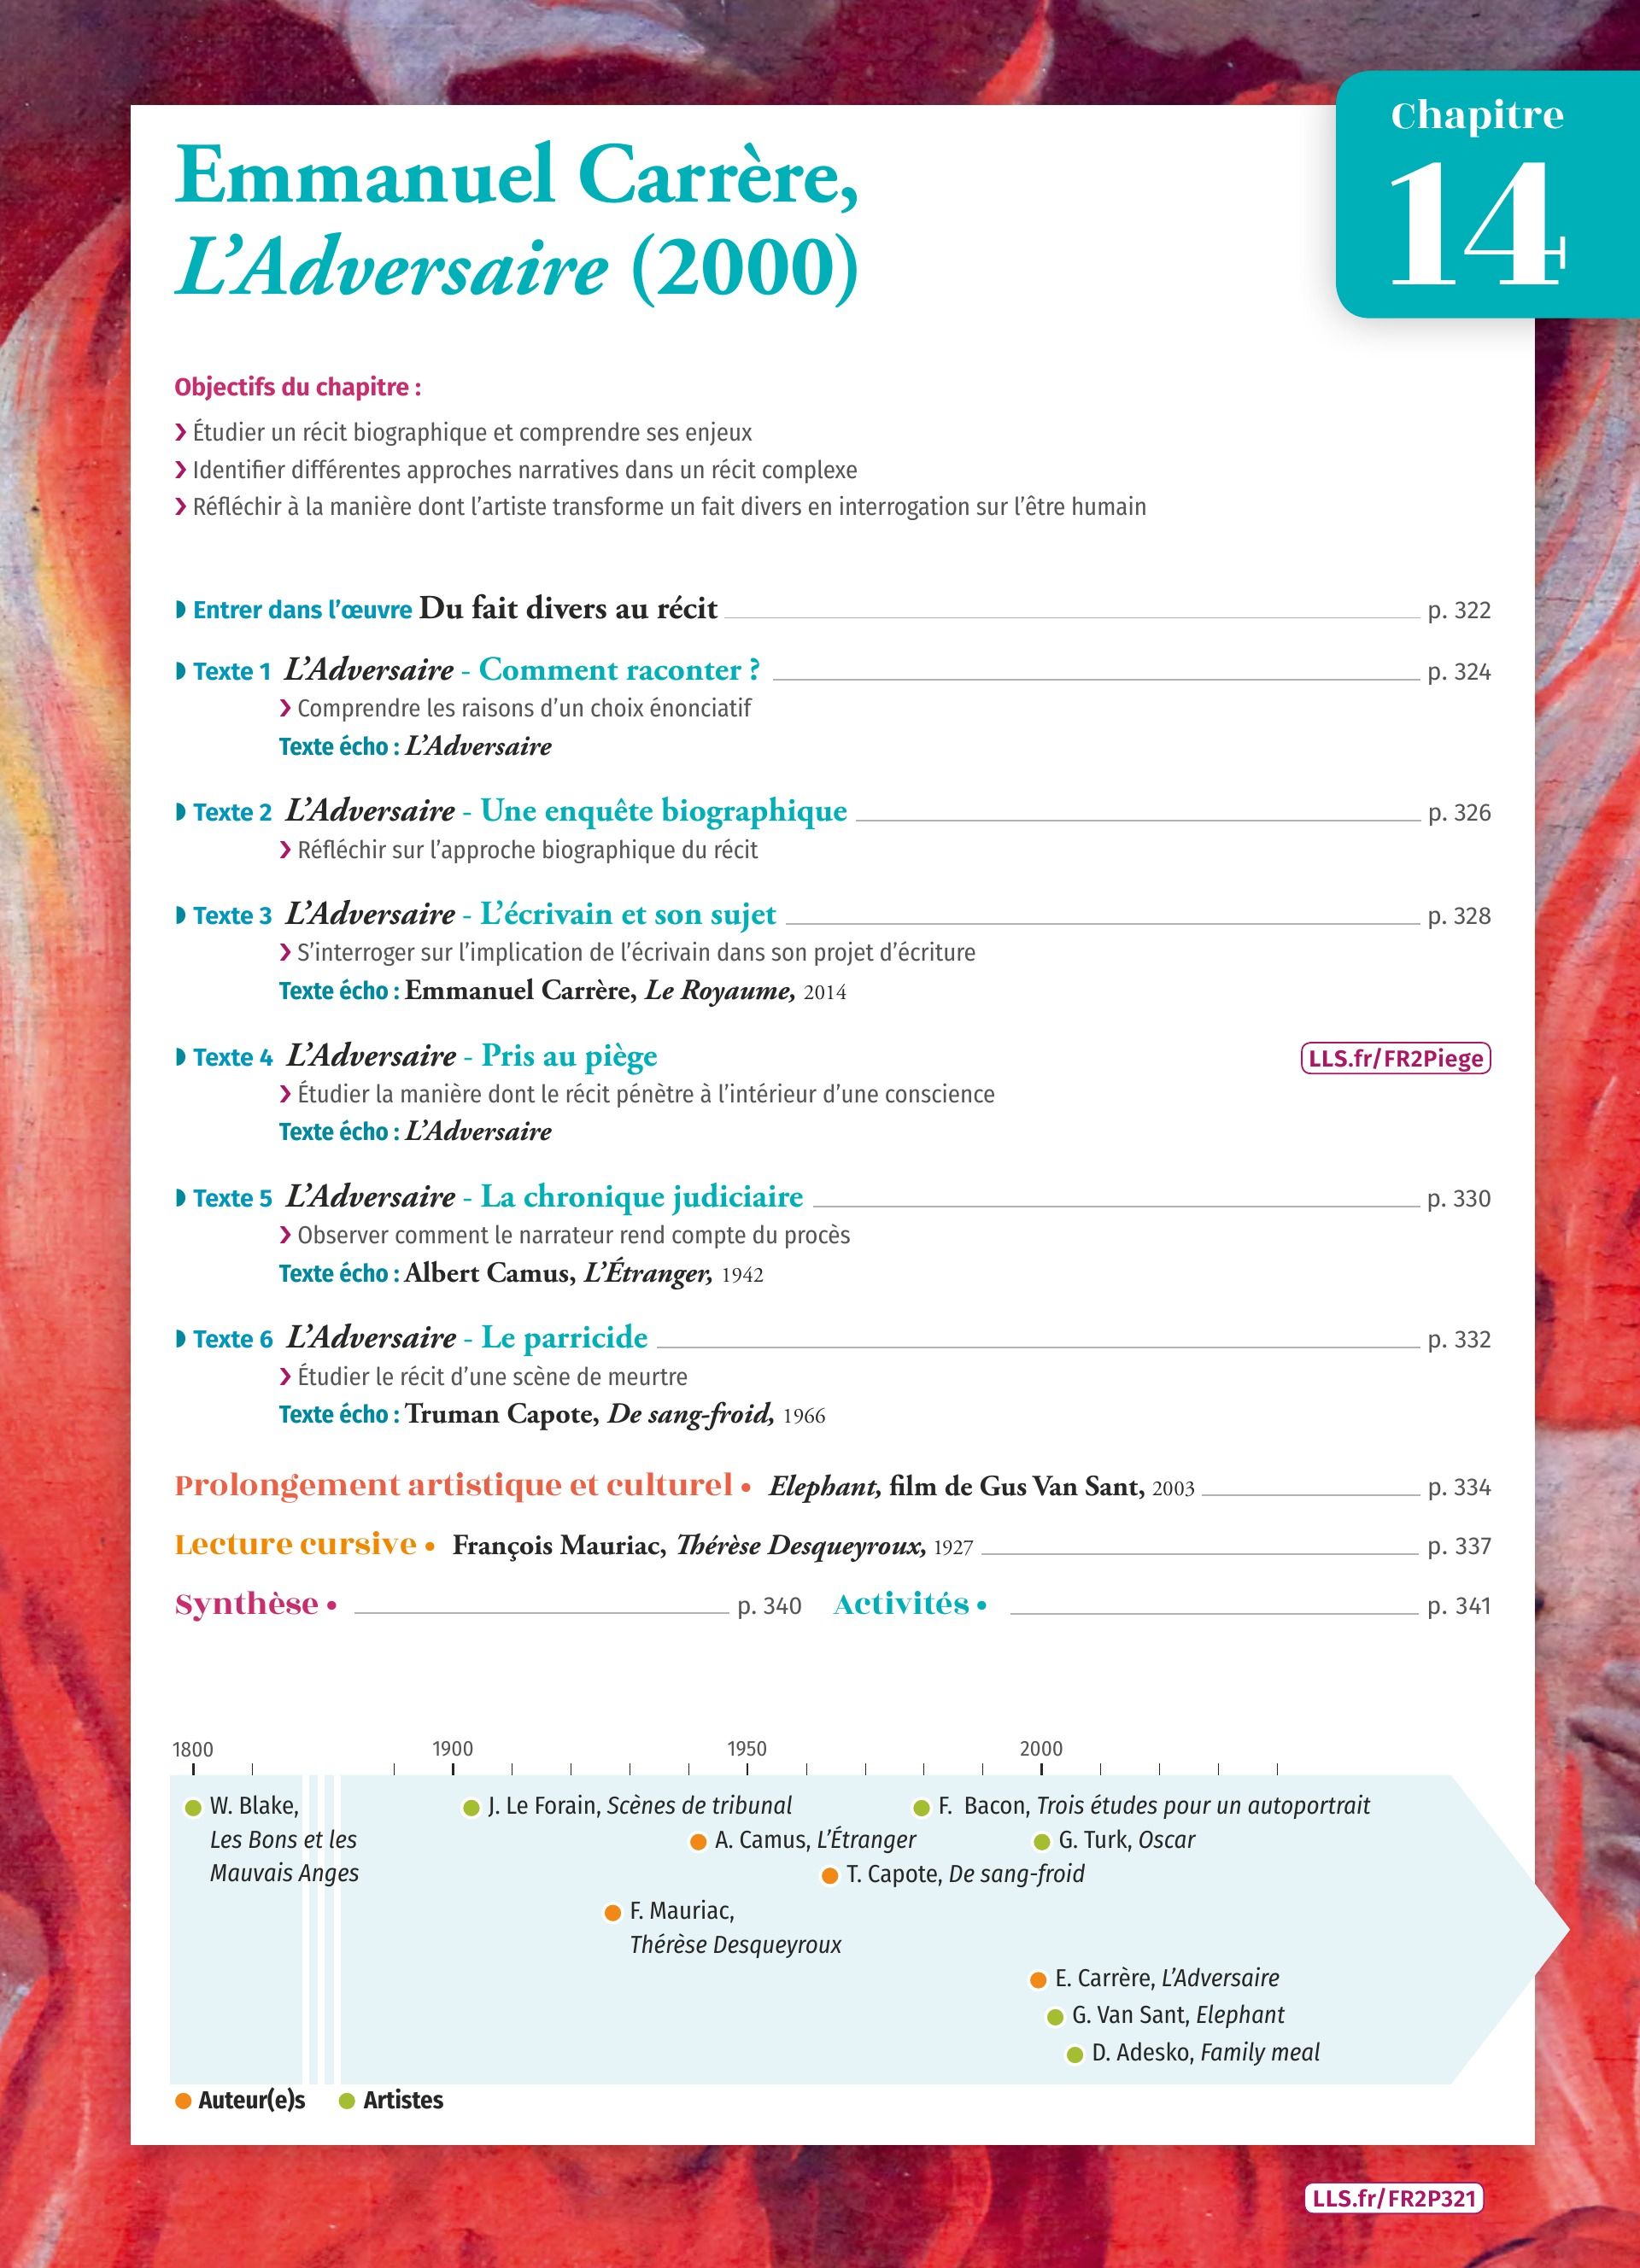 Chapitre
14
Emmanuel Carrère,
L’Adversaire (2000)
Objectifs du chapitre :
❯ Étudier un récit biographique et comprendre ses enjeux
❯ Identifier différentes approches narratives dans un récit complexe
❯ Réfléchir à la manière dont l’artiste transforme un fait divers en interrogation sur l’être humain
Entrer dans l’œuvre Du fait divers au récit p. 322
Texte 1 L’Adversaire - Comment raconter ? p. 324
❯ Comprendre les raisons d’un choix énonciatif
Texte écho : L’Adversaire
Texte 2 L’Adversaire - Une enquête biographique p. 326
❯ Réfléchir sur l’approche biographique du récit
Texte 3 L’Adversaire - L’écrivain et son sujet p. 328
❯ S’interroger sur l’implication de l’écrivain dans son projet d’écriture
Texte écho : Emmanuel Carrère, Le Royaume, 2014
Texte 4 L’Adversaire - Pris au piège LLS.fr/FR2Piege
❯ Étudier la manière dont le récit pénètre à l’intérieur d’une conscience
Texte écho : L’Adversaire
Texte 5 L’Adversaire - La chronique judiciaire p. 330
❯ Observer comment le narrateur rend compte du procès
Texte écho : Albert Camus, L’Étranger, 1942
Texte 6 L’Adversaire - Le parricide p. 332
❯ Étudier le récit d’une scène de meurtre
Texte écho : Truman Capote, De sang-froid, 1966
Prolongement artistique et culturel • Elephant, film de Gus Van Sant, 2003 p. 334
Lecture cursive • François Mauriac, Thérèse Desqueyroux, 1927 p. 337
Synthèse • p. 340 Activités • p. 341
1800 1900 1950 2000
W. Blake, J. Le Forain, Scènes de tribunal F. Bacon, Trois études pour un autoportrait
Les Bons et les A. Camus, L’Étranger G. Turk, Oscar
Mauvais Anges T. Capote, De sang-froid
F. Mauriac,
Thérèse Desqueyroux
E. Carrère, L’Adversaire
G. Van Sant, Elephant
D. Adesko, Family meal
Auteur(e)s Artistes
LLS.fr/FR2P321